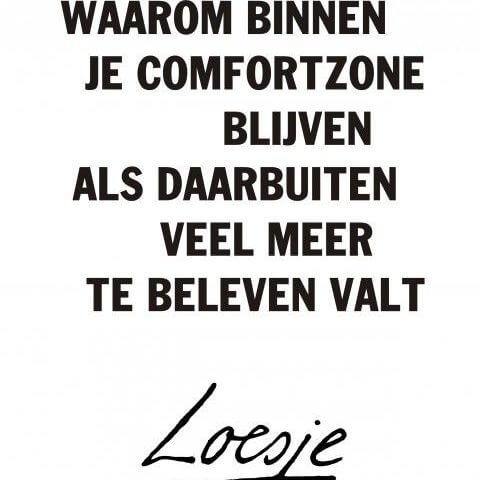 WAAROM BINNEN
JE COMFORTZONE
BLIJVEN
ALS DAARBUITEN
VEEL MEER
TE BELEVEN VALT
Loesje